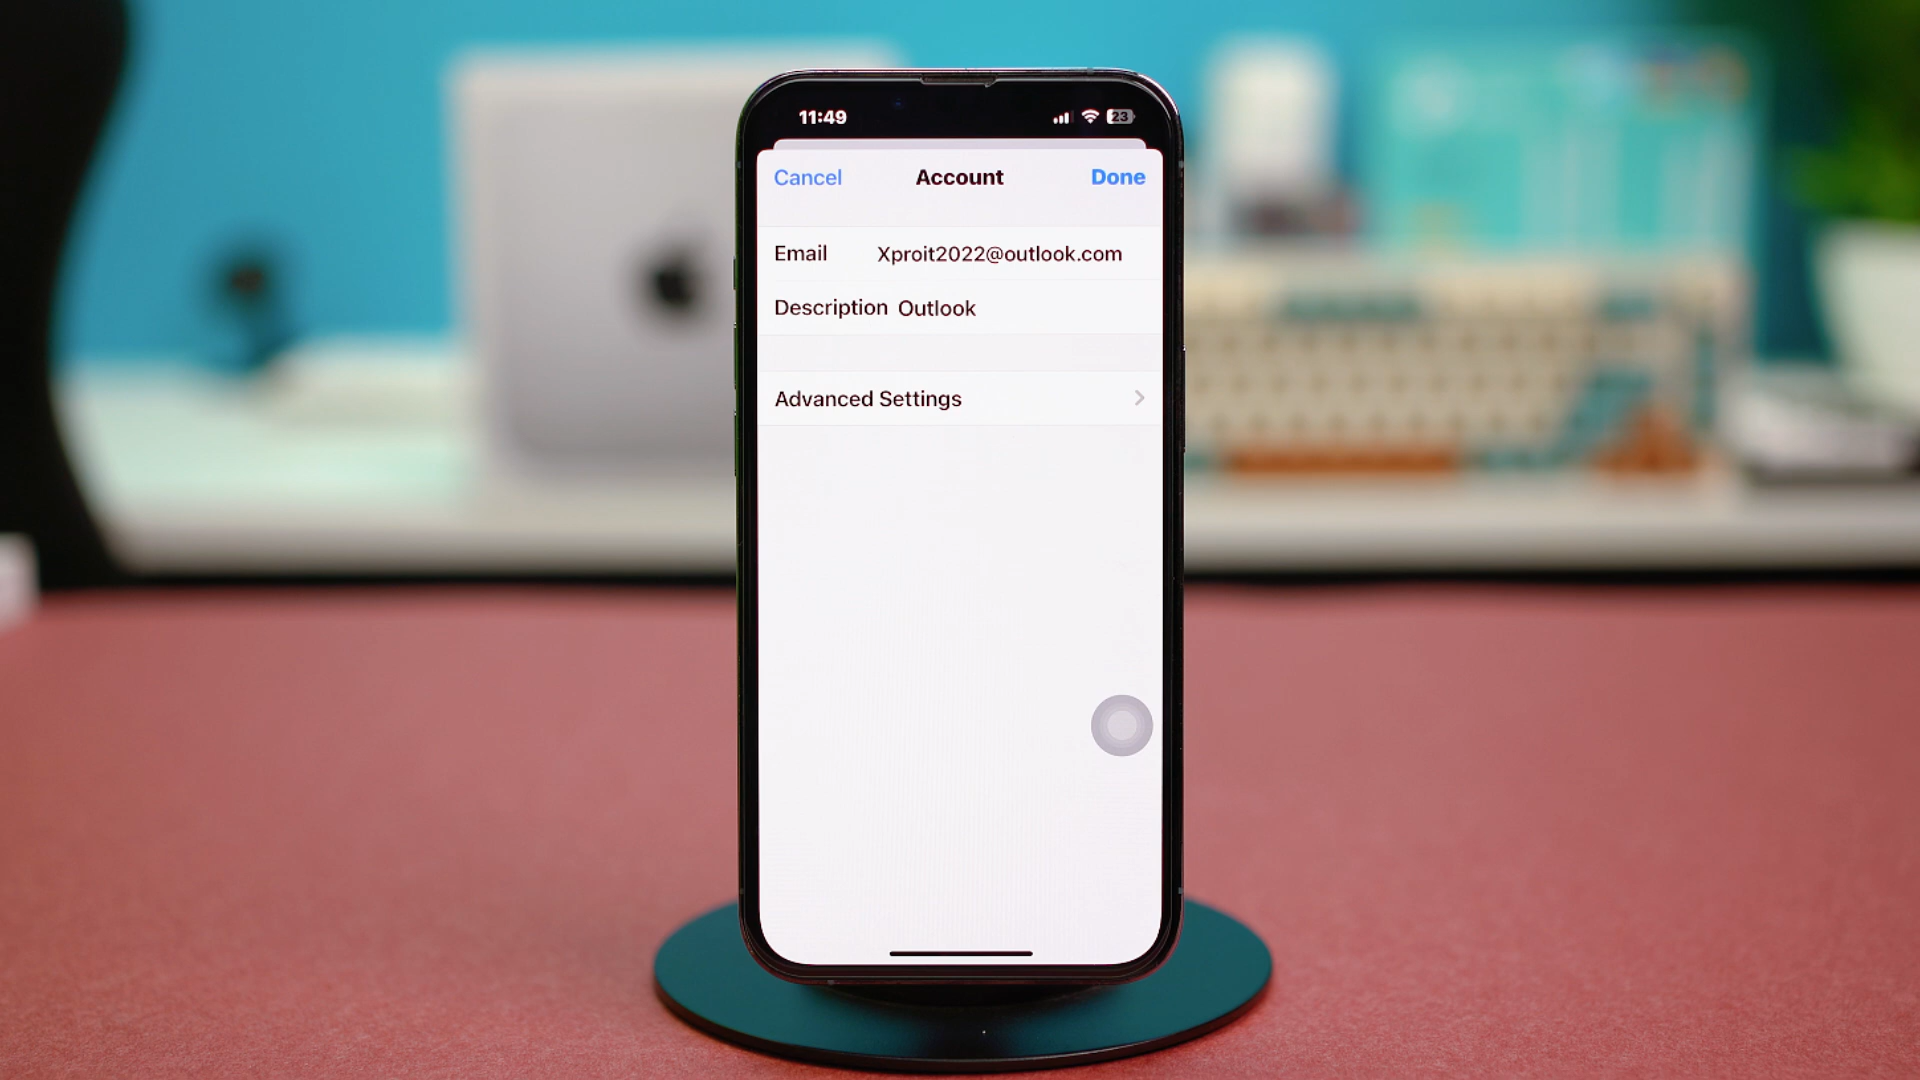 11:49 23
Cancel Account Done
Email Xproit2022@outlook.com
Description Outlook
Advanced Settings